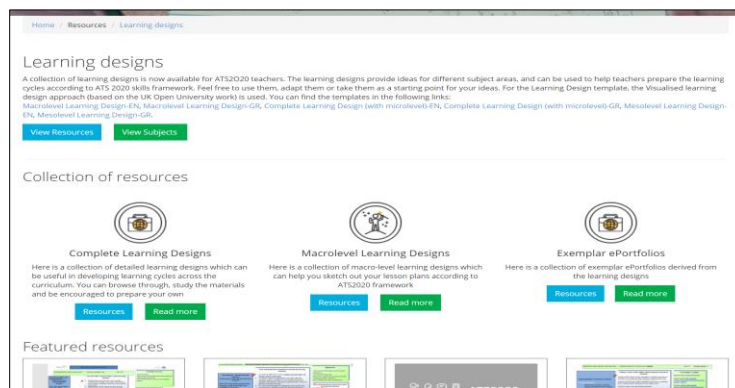 Home / Resources / Learning designs
Learning designs
A collection of learning designs is now available for ATS2020 teachers. The learning designs provide ideas for different subject areas, and can be used to help teachers prepare the learning
cycles according to ATS 2020 skills framework. Feel free to use them, adapt them or take them as a starting point for your ideas. For the Learning Design template, the Visualised learning
design approach (based on the UK Open University work) is used. You can find the templates in the following links:
Macrolevel Learning Design-EN, Macrolevel Learning Design-GR, Complete Learning Design (with microlevel)-EN, Complete Learning Design (with microlevel)-GR, Mesolevel Learning Design-
EN, Mesolevel Learning Design-GR.
View Resources View Subjects
Collection of resources
Complete Learning Designs
Here is a collection of detailed learning designs which can
be useful in developing learning cycles across the
curriculum. You can browse through, study the materials
and be encouraged to prepare your own
Resources Read more
Macrolevel Learning Designs
Here is a collection of macro-level learning designs which
can help you sketch out your lesson plans according to
ATS2020 framework
Resources Read more
Exemplar ePortfolios
Here is a collection of exemplar ePortfolios derived from
the learning designs
Resources Read more
Featured resources